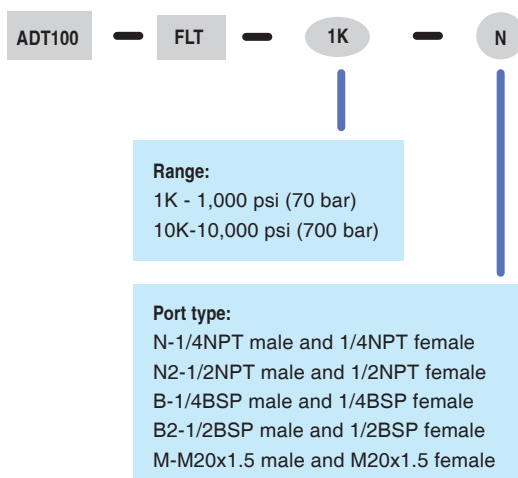 ADT100 — FLT — 1K — N
Range:
1K - 1,000 psi (70 bar)
10K-10,000 psi (700 bar)
Port type:
N-1/4NPT male and 1/4NPT female
N2-1/2NPT male and 1/2NPT female
B-1/4BSP male and 1/4BSP female
B2-1/2BSP male and 1/2BSP female
M-M20x1.5 male and M20x1.5 female